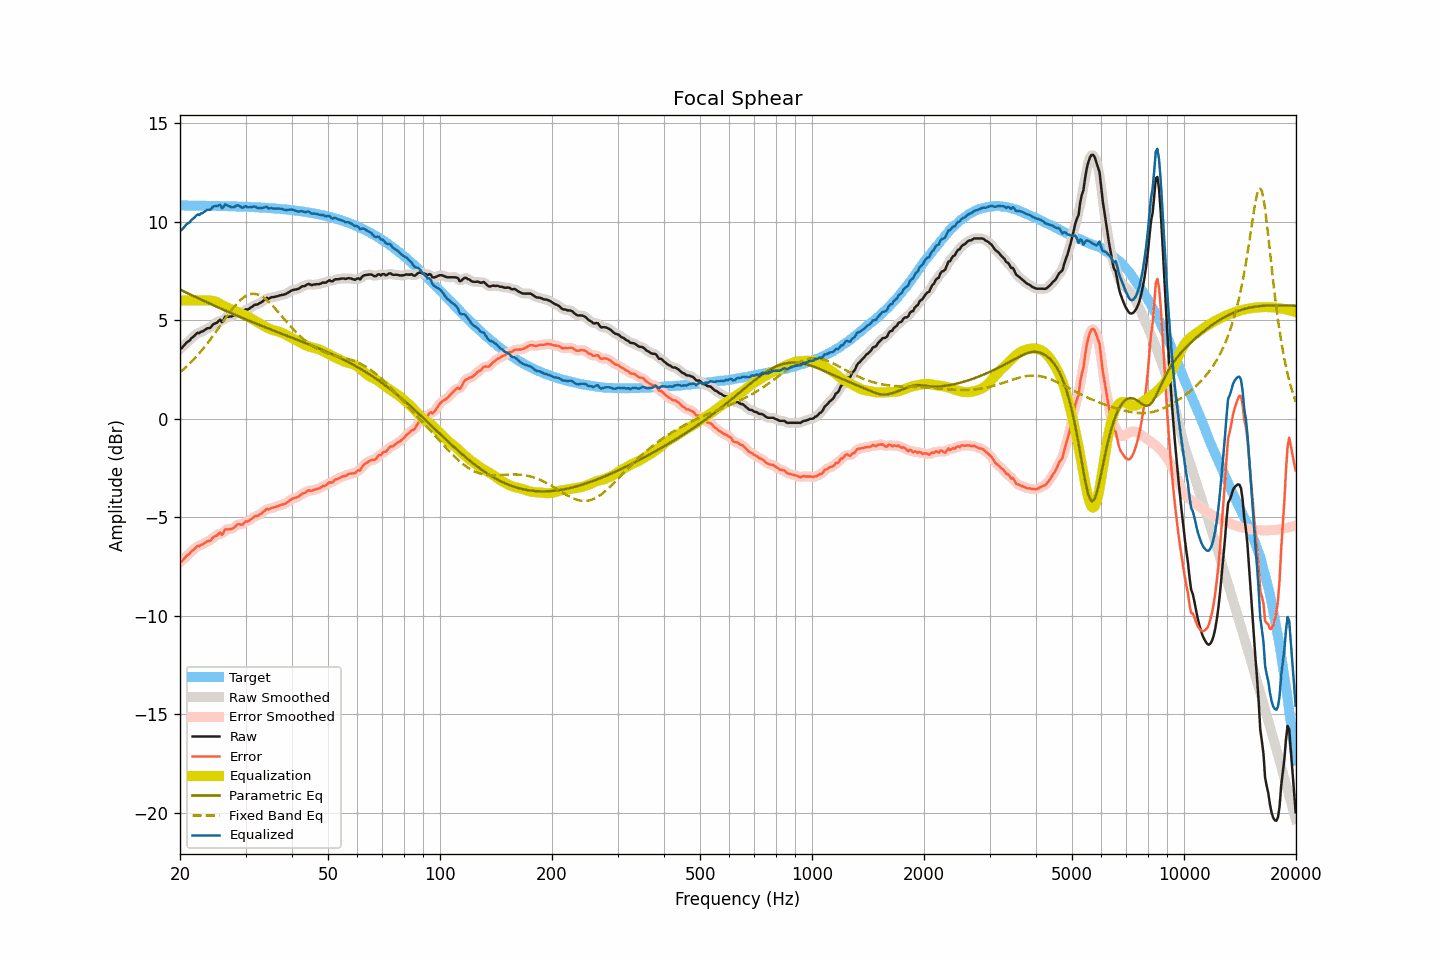 Focal Sphear
15
10
5
0
−5
−10
−15
−20
Amplitude (dBr)
Target
Raw Smoothed
Error Smoothed
Raw
Error
Equalization
Parametric Eq
Fixed Band Eq
Equalized
20 50 100 200 500 1000 2000 5000 10000 20000
Frequency (Hz)